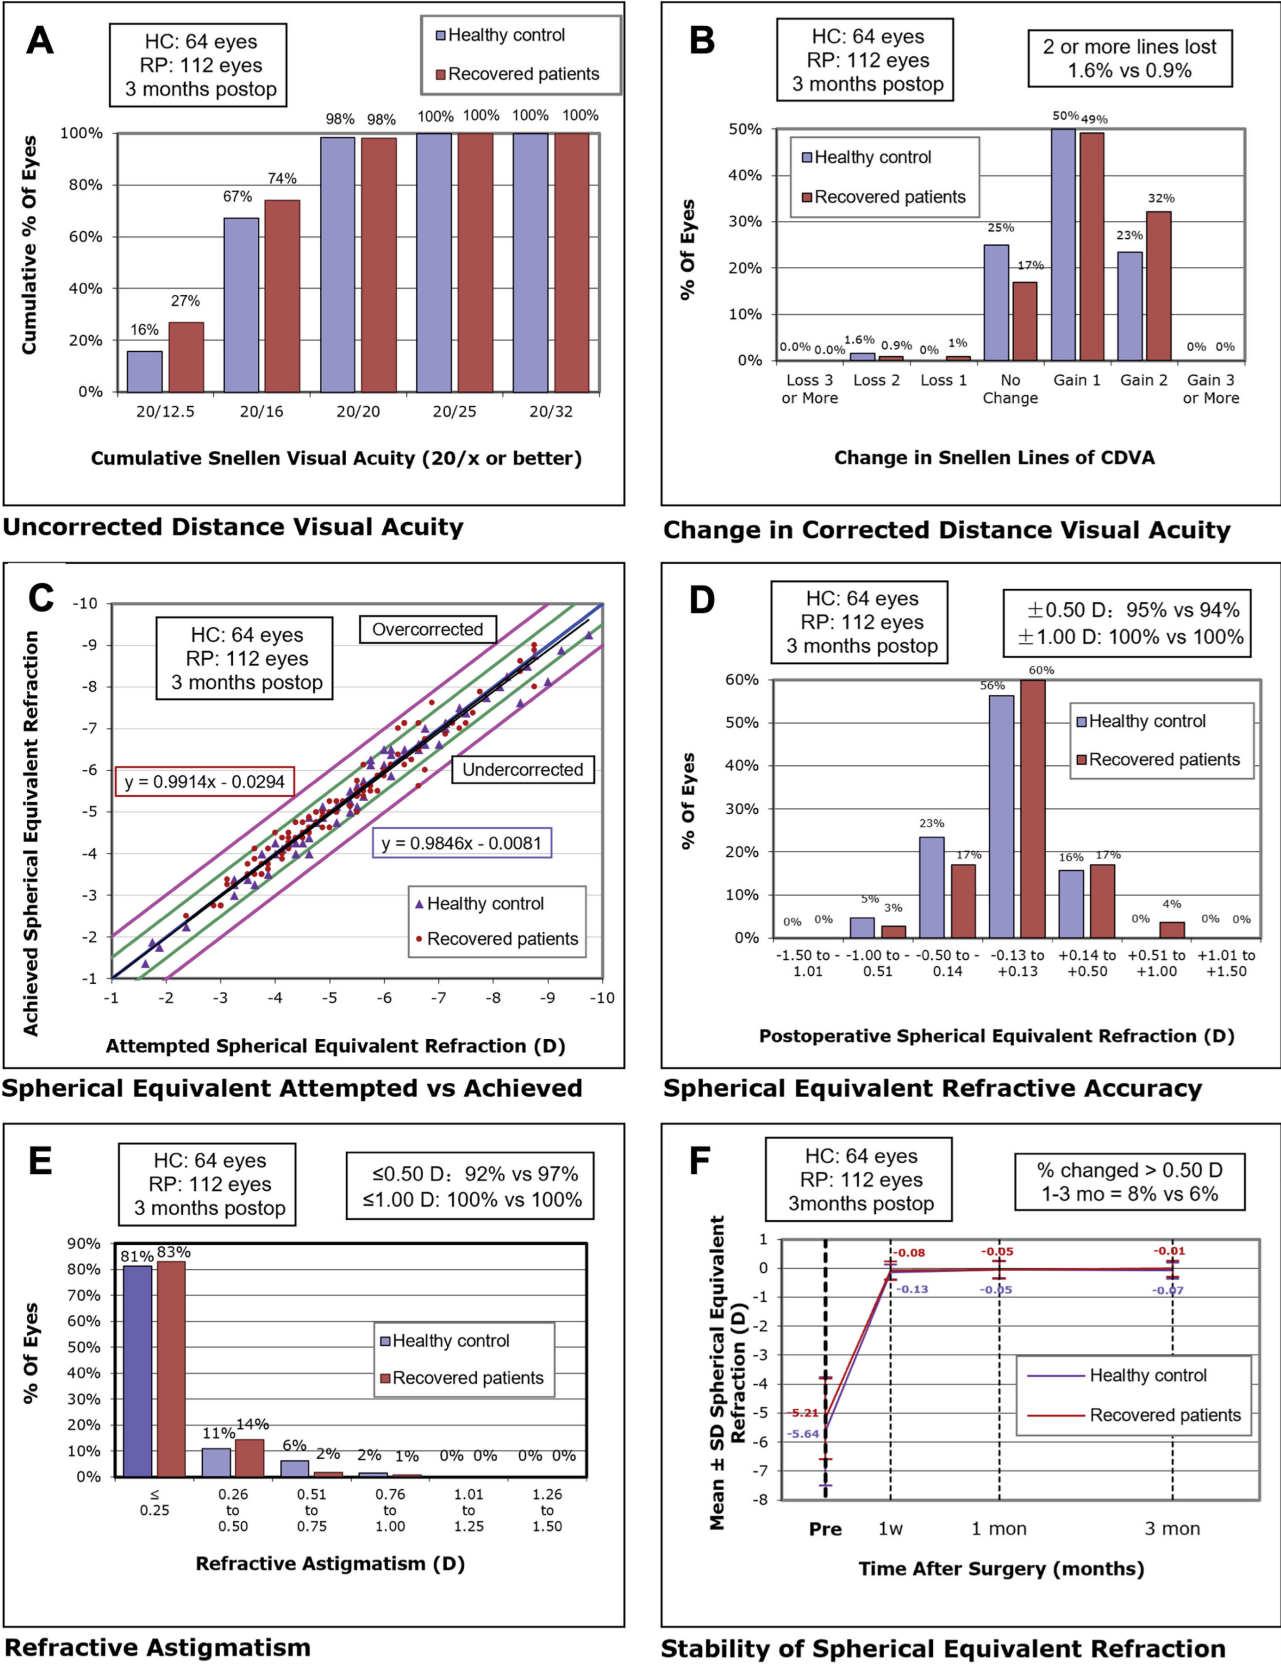 A
HC: 64 eyes
RP: 112 eyes
3 months postop
Healthy control
Recovered patients
Cumulative % Of Eyes
100%
80%
60%
40%
20%
0%
16%
27%
67%
74%
98%
98%
100%
100%
100%
100%
20/12.5
20/16
20/20
20/25
20/32
Cumulative Snellen Visual Acuity (20/x or better)
Uncorrected Distance Visual Acuity
B
HC: 64 eyes
RP: 112 eyes
3 months postop
2 or more lines lost
1.6% vs 0.9%
Healthy control
Recovered patients
% Of Eyes
50%
40%
30%
20%
10%
0%
0.0%
0.0%
1.6%
0.9%
0%
1%
25%
17%
50%
49%
23%
32%
0%
0%
Loss 3
or More
Loss 2
Loss 1
No
Change
Gain 1
Gain 2
Gain 3
or More
Change in Snellen Lines of CDVA
Change in Corrected Distance Visual Acuity
C
HC: 64 eyes
RP: 112 eyes
3 months postop
Overcorrected
Undercorrected
y = 0.9914x - 0.0294
y = 0.9846x - 0.0081
Healthy control
Recovered patients
Achieved Spherical Equivalent Refraction
-10
-9
-8
-7
-6
-5
-4
-3
-2
-1
-1
-2
-3
-4
-5
-6
-7
-8
-9
-10
Attempted Spherical Equivalent Refraction (D)
Spherical Equivalent Attempted vs Achieved
D
HC: 64 eyes
RP: 112 eyes
3 months postop
±0.50 D: 95% vs 94%
±1.00 D: 100% vs 100%
Healthy control
Recovered patients
% Of Eyes
60%
50%
40%
30%
20%
10%
0%
0%
0%
5%
3%
23%
17%
56%
60%
16%
17%
0%
4%
0%
0%
-1.50 to -
1.01
-1.00 to -
0.51
-0.50 to -
0.14
-0.13 to
+0.13
+0.14 to
+0.50
+0.51 to
+1.00
+1.01 to
+1.50
Postoperative Spherical Equivalent Refraction (D)
Spherical Equivalent Refractive Accuracy
E
HC: 64 eyes
RP: 112 eyes
3 months postop
≤0.50 D: 92% vs 97%
≤1.00 D: 100% vs 100%
Healthy control
Recovered patients
% Of Eyes
90%
80%
70%
60%
50%
40%
30%
20%
10%
0%
81%
83%
11%
14%
6%
2%
2%
1%
0%
0%
0%
0%
≤
0.25
0.26
to
0.50
0.51
to
0.75
0.76
to
1.00
1.01
to
1.25
1.26
to
1.50
Refractive Astigmatism (D)
Refractive Astigmatism
F
HC: 64 eyes
RP: 112 eyes
3months postop
% changed > 0.50 D
1-3 mo = 8% vs 6%
Mean ± SD Spherical Equivalent
Refraction (D)
1
0
-1
-2
-3
-4
-5
-6
-7
-8
-5.21
-5.64
-0.08
-0.13
-0.05
-0.05
-0.01
-0.07
Healthy control
Recovered patients
Pre
1w
1 mon
3 mon
Time After Surgery (months)
Stability of Spherical Equivalent Refraction